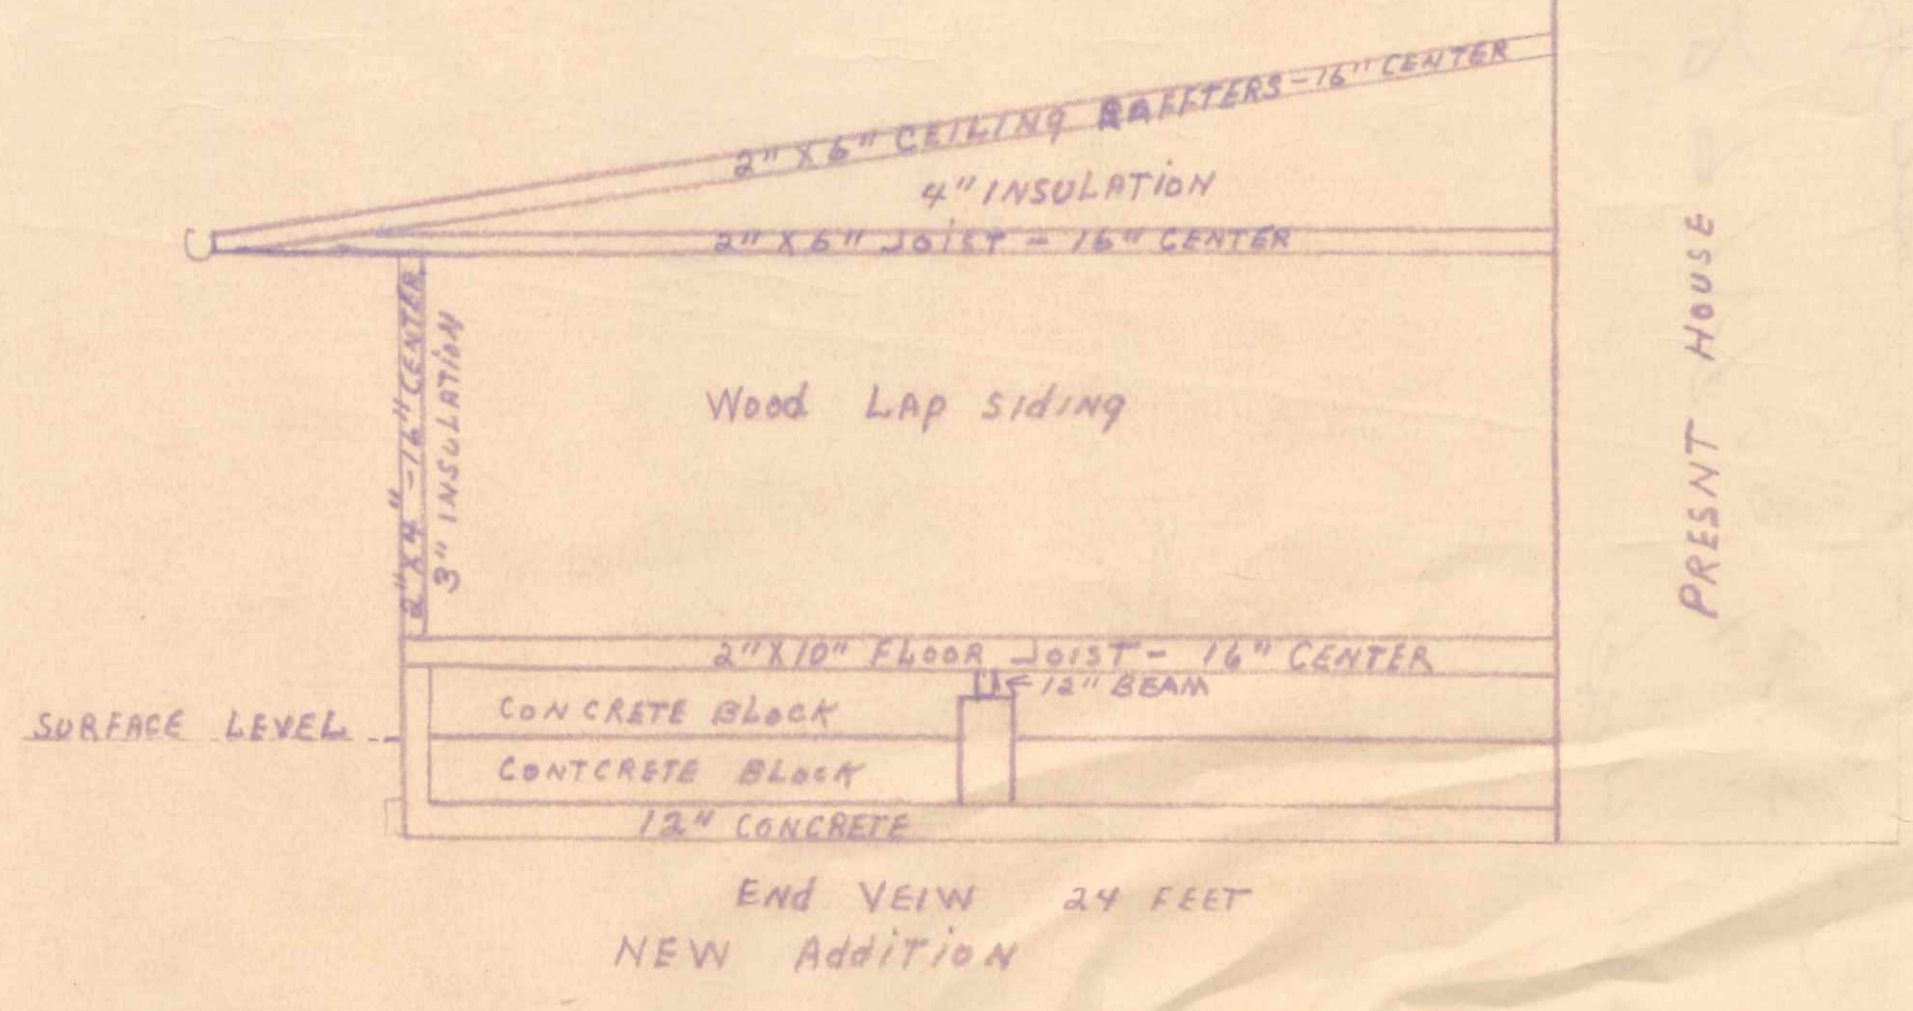 2" X 6" CEILING RAFFTERS - 16" CENTER
4" INSULATION
2" X 6" JOIST - 16" CENTER
2" X 4" - 16" CENTER
3" INSULATION
Wood LAP SidiNg
PRESNT HOUSE
2" X 10" FLOOR JOIST - 16" CENTER
12" BEAM
CONCRETE BLOCK
SURFACE LEVEL
CONTCRETE BLOCK
12" CONCRETE
ENd VEIW 24 FEET
NEW AddiTioN